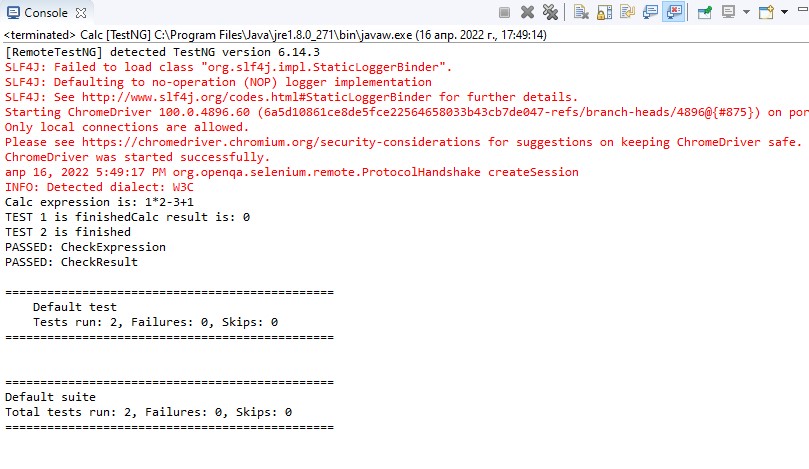 Console
<terminated> Calc [TestNG] C:\Program Files\Java\jre1.8.0_271\bin\javaw.exe (16 апр. 2022 г., 17:49:14)
[RemoteTestNG] detected TestNG version 6.14.3
SLF4J: Failed to load class "org.slf4j.impl.StaticLoggerBinder".
SLF4J: Defaulting to no-operation (NOP) logger implementation
SLF4J: See http://www.slf4j.org/codes.html#StaticLoggerBinder for further details.
Starting ChromeDriver 100.0.4896.60 (6a5d10861ce8de5fce22564658033b43cb7de047-refs/branch-heads/4896@{#875}) on por
Only local connections are allowed.
Please see https://chromedriver.chromium.org/security-considerations for suggestions on keeping ChromeDriver safe.
ChromeDriver was started successfully.
апр 16, 2022 5:49:17 PM org.openqa.selenium.remote.ProtocolHandshake createSession
INFO: Detected dialect: W3C
Calc expression is: 1*2-3+1
TEST 1 is finishedCalc result is: 0
TEST 2 is finished
PASSED: CheckExpression
PASSED: CheckResult
===============================================
Default test
Tests run: 2, Failures: 0, Skips: 0
===============================================
===============================================
Default suite
Total tests run: 2, Failures: 0, Skips: 0
===============================================